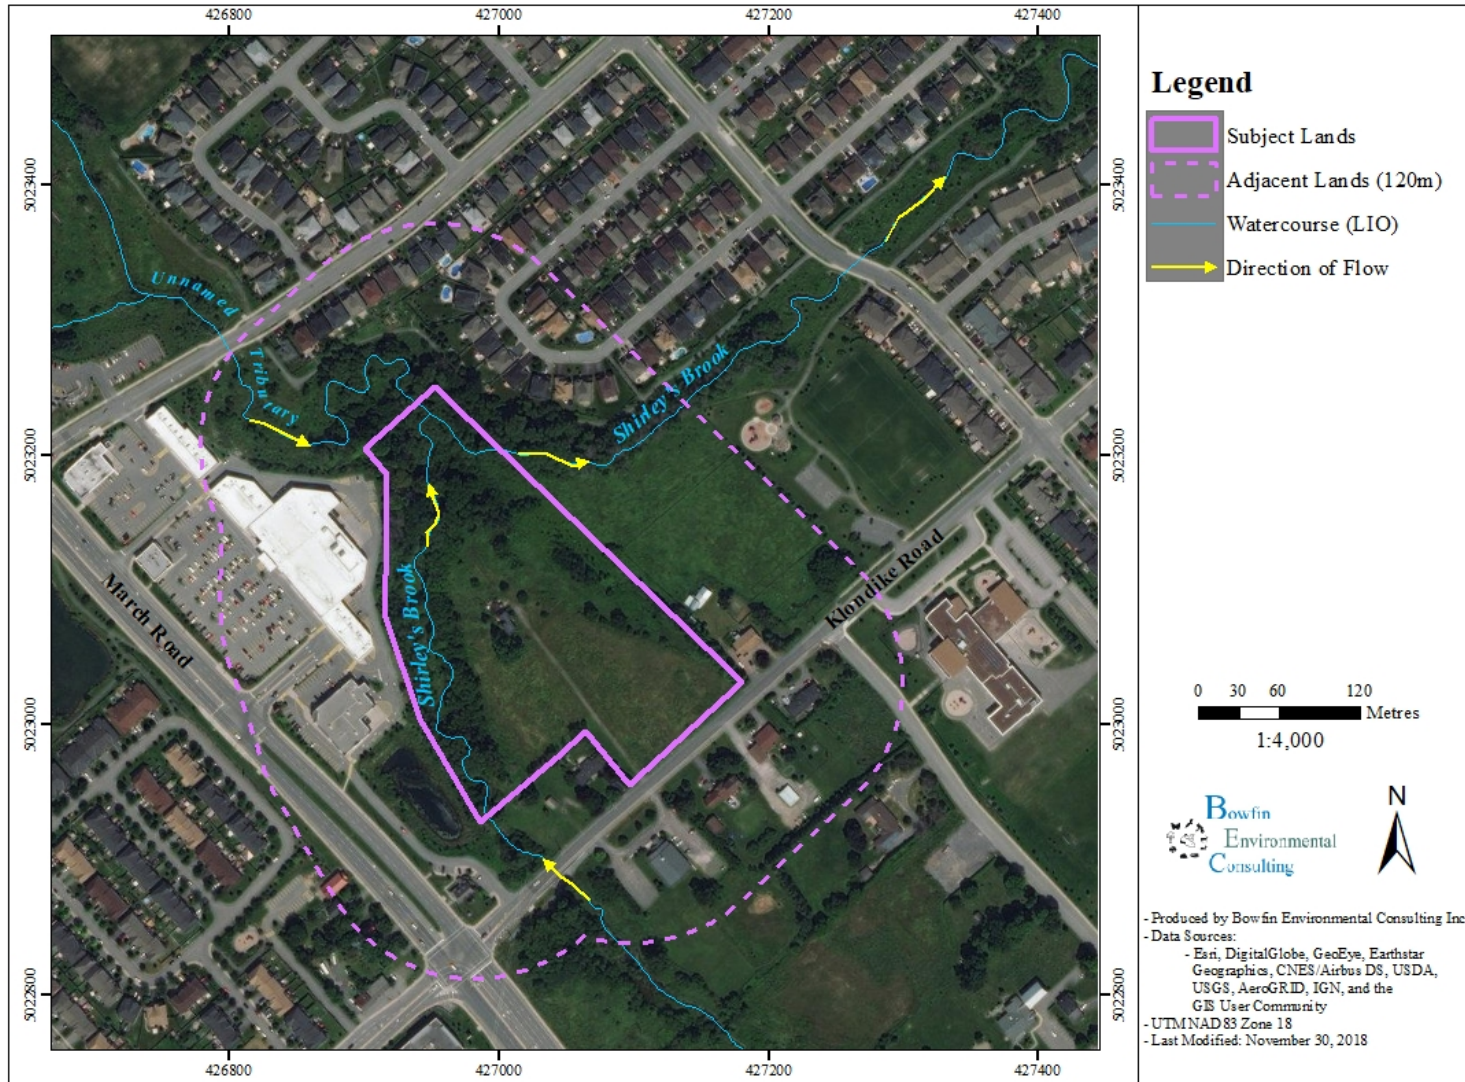 426800
427000
427200
427400
5023400
5023200
5023000
5022800
5023400
5023200
5023000
5022800
Unnamed
Tributary
Shirley's Brook
Shirley's Brook
March Road
Klondike Road
426800
427000
427200
427400
Legend
Subject Lands
Adjacent Lands (120m)
Watercourse (LIO)
Direction of Flow
0 30 60 120
Metres
1:4,000
Bowfin
Environmental
Consulting
N
- Produced by Bowfin Environmental Consulting Inc
- Data Sources:
- Esri, DigitalGlobe, GeoEye, Earthstar
Geographics, CNES/Airbus DS, USDA,
USGS, AeroGRID, IGN, and the
GIS User Community
- UTM NAD83 Zone 18
- Last Modified: November 30, 2018